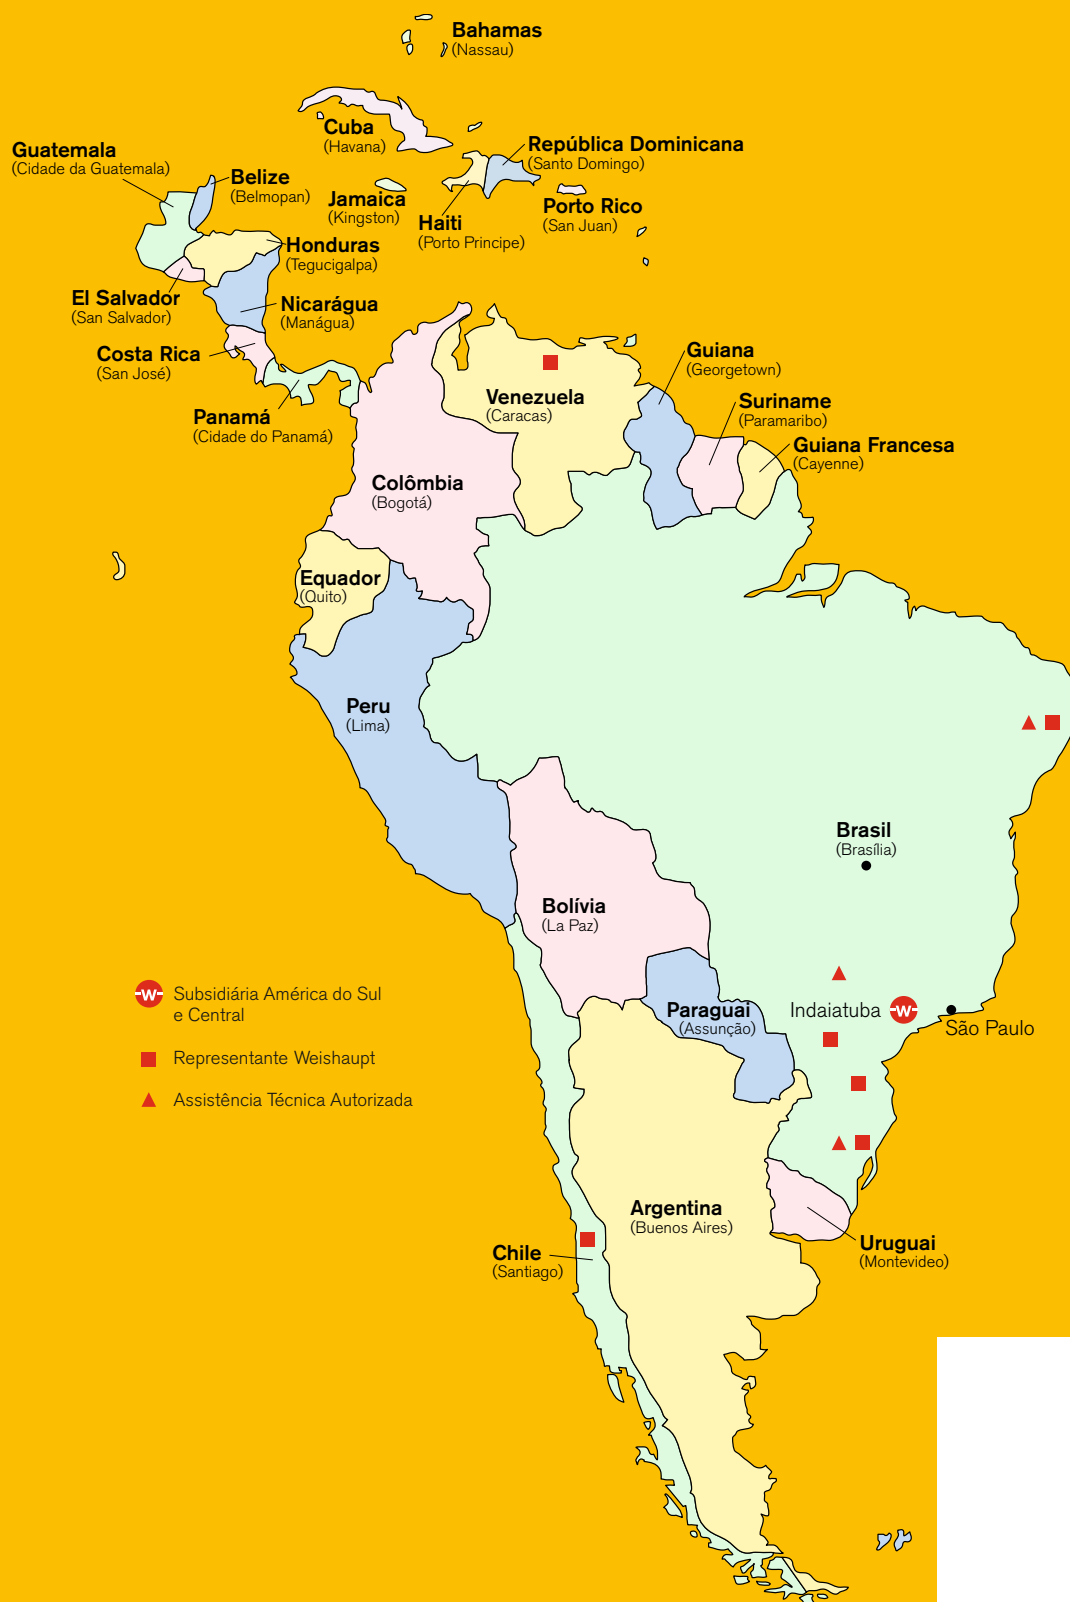 Bahamas
(Nassau)
Cuba
(Havana)
República Dominicana
(Santo Domingo)
Guatemala
(Cidade da Guatemala)
Belize
(Belmopan)
Jamaica
(Kingston)
Haiti
(Porto Principe)
Porto Rico
(San Juan)
Honduras
(Tegucigalpa)
El Salvador
(San Salvador)
Nicarágua
(Manágua)
Costa Rica
(San José)
Panamá
(Cidade do Panamá)
Venezuela
(Caracas)
Guiana
(Georgetown)
Suriname
(Paramaribo)
Guiana Francesa
(Cayenne)
Colômbia
(Bogotá)
Equador
(Quito)
Peru
(Lima)
Brasil
(Brasília)
Bolívia
(La Paz)
Paraguai
(Assunção)
Indaiatuba
-w-
São Paulo
-w-
Subsidiária América do Sul
e Central
Representante Weishaupt
Assistência Técnica Autorizada
Argentina
(Buenos Aires)
Chile
(Santiago)
Uruguai
(Montevideo)